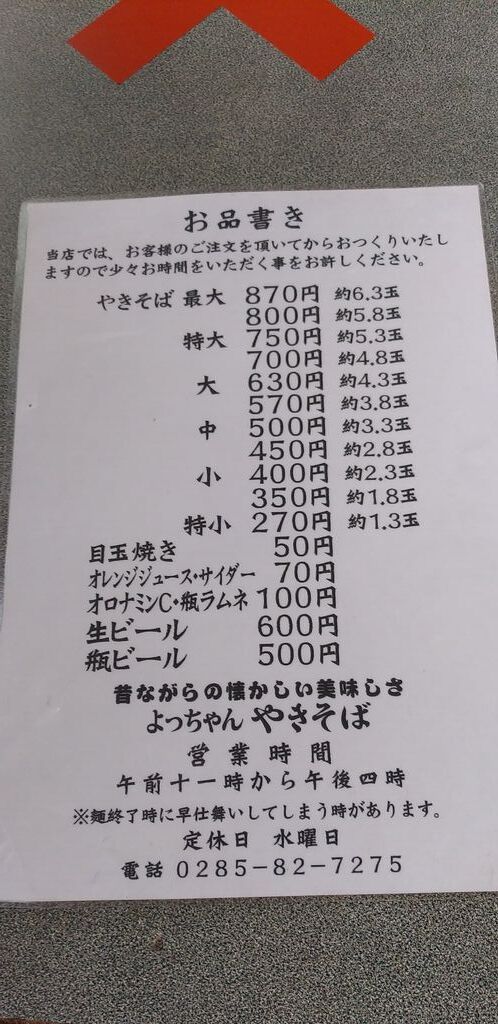 お品書き
当店では、お客様のご注文を頂いてからおつくりいたし
ますので少々お時間をいただく事をお許しください。
やきそば 最大 870円 約6.3玉
800円 約5.8玉
特大 750円 約5.3玉
700円 約4.8玉
大 630円 約4.3玉
570円 約3.8玉
中 500円 約3.3玉
450円 約2.8玉
小 400円 約2.3玉
350円 約1.8玉
特小 270円 約1.3玉
目玉焼き 50円
オレンジジュース・サイダー 70円
オロナミンC・瓶ラムネ 100円
生ビール 600円
瓶ビール 500円
昔ながらの懐かしい美味しさ
よっちゃん やきそば
営業時間
午前十一時から午後四時
※麺終了時に早仕舞いしてしまう時があります。
定休日 水曜日
電話 0285-82-7275